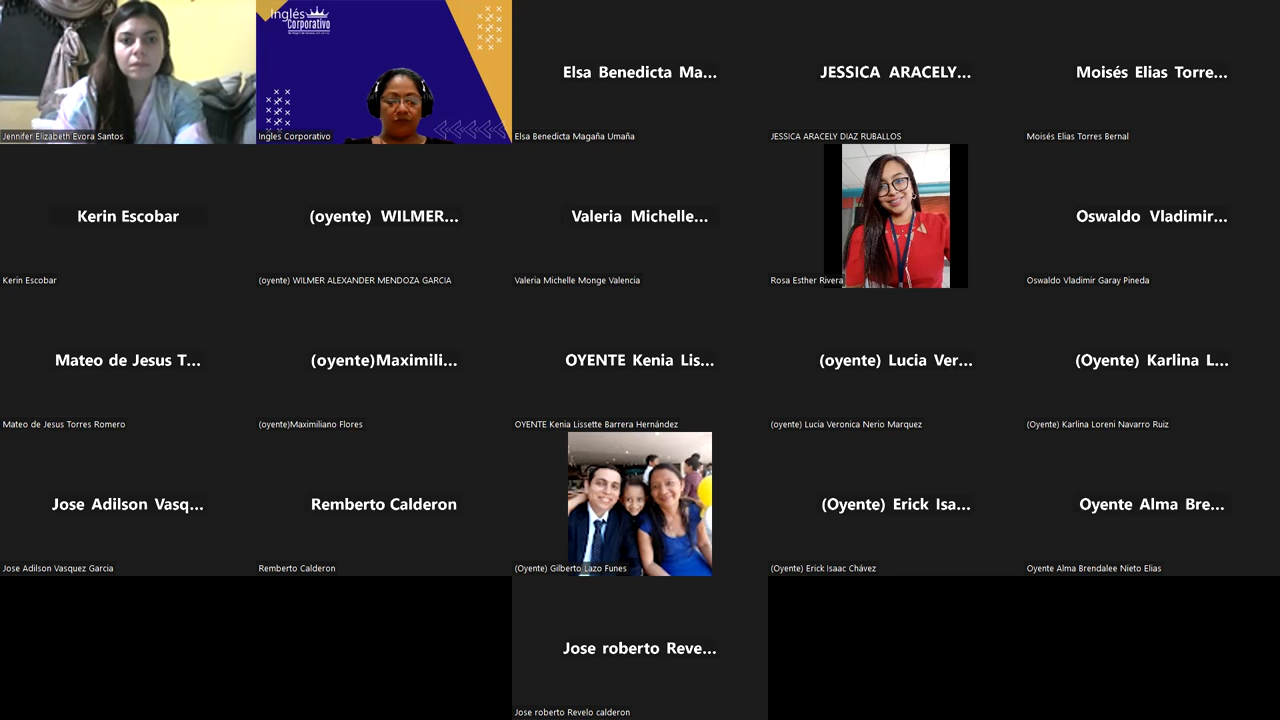 Inglés
Corporativo
Jennifer Elizabeth Evora Santos
Inglés Corporativo
Elsa Benedicta Ma...
Elsa Benedicta Magaña Umaña
JESSICA ARACELY...
JESSICA ARACELY DIAZ RUBALLOS
Moisés Elias Torre...
Moisés Elias Torres Bernal
Kerin Escobar
Kerin Escobar
(oyente) WILMER...
(oyente) WILMER ALEXANDER MENDOZA GARCIA
Valeria Michelle...
Valeria Michelle Monge Valencia
Rosa Esther Rivera
Oswaldo Vladimir...
Oswaldo Vladimir Garay Pineda
Mateo de Jesus T...
Mateo de Jesus Torres Romero
(oyente)Maximili...
(oyente)Maximiliano Flores
OYENTE Kenia Lis...
OYENTE Kenia Lissette Barrera Hernández
(oyente) Lucia Ver...
(oyente) Lucia Veronica Nerio Marquez
(Oyente) Karlina L...
(Oyente) Karlina Loreni Navarro Ruiz
Jose Adilson Vasq...
Jose Adilson Vasquez Garcia
Remberto Calderon
Remberto Calderon
(Oyente) Gilberto Lazo Funes
(Oyente) Erick Isa...
(Oyente) Erick Isaac Chávez
Oyente Alma Bre...
Oyente Alma Brendalee Nieto Elias
Jose roberto Reve...
Jose roberto Revelo calderon